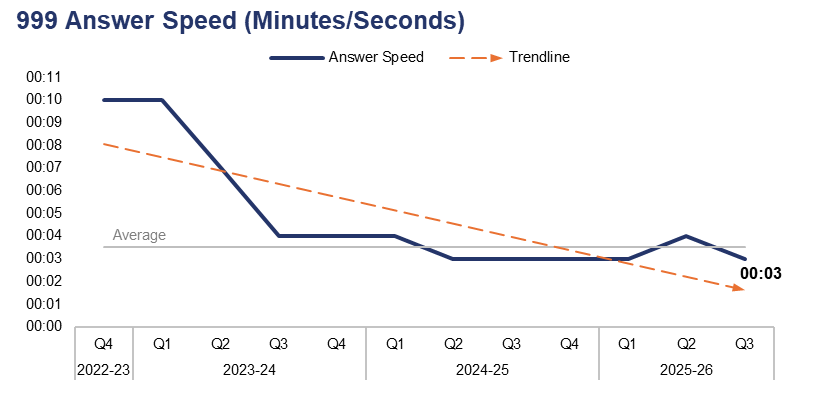 999 Answer Speed (Minutes/Seconds)
Answer Speed Trendline
00:11
00:10
00:09
00:08
00:07
00:06
00:05
00:04
00:03
00:02
00:01
00:00
Average
00:03
Q4 Q1 Q2 Q3 Q4 Q1 Q2 Q3 Q4 Q1 Q2 Q3
2022-23 2023-24 2024-25 2025-26